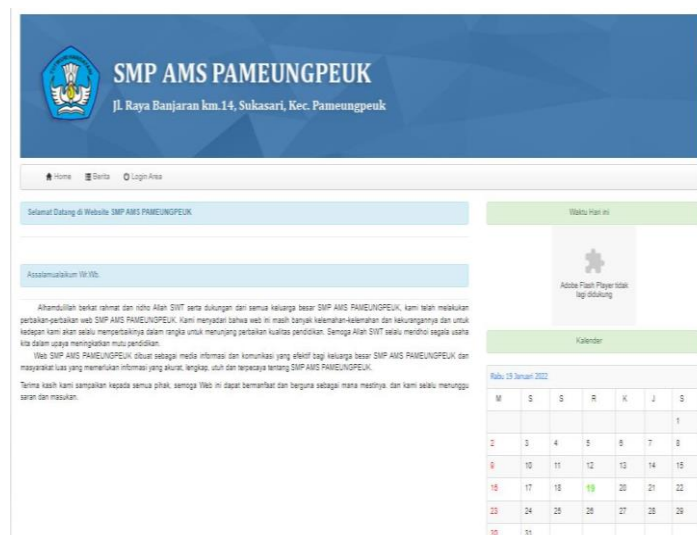 SMP AMS PAMEUNGPEUK
Jl. Raya Banjaran km.14, Sukasari, Kec. Pameungpeuk
Home Berita Login Area
Selamat Datang di Website SMP AMS PAMEUNGPEUK
Assalamualaikum Wr.Wb.
Alhamdulillah berkat rahmat dan ridho Allah SWT serta dukungan dari semua keluarga besar SMP AMS PAMEUNGPEUK, kami telah melakukan
perbaikan-perbaikan web SMP AMS PAMEUNGPEUK. Kami menyadari bahwa web ini masih banyak kelemahan-kelemahan dan kekurangannya dan untuk
kedepan kami akan selalu memperbaikinya dalam rangka untuk menunjang perbaikan kualitas pendidikan. Semoga Allah SWT selalu meridhoi segala usaha
kita dalam upaya meningkatkan mutu pendidikan.
Web SMP AMS PAMEUNGPEUK dibuat sebagai media informasi dan komunikasi yang efektif bagi keluarga besar SMP AMS PAMEUNGPEUK dan
masyarakat luas yang memerlukan informasi yang akurat, lengkap, utuh dan terpecaya tentang SMP AMS PAMEUNGPEUK.
Terima kasih kami sampaikan kepada semua pihak, semoga Web ini dapat bermanfaat dan berguna sebagai mana mestinya, dan kami selalu menunggu
saran dan masukan.
Waktu Hari ini
Adobe Flash Player tidak
lagi didukung
Kalender
Rabu 19 Januari 2022
M S S R K J S
1
2 3 4 5 6 7 8
9 10 11 12 13 14 15
16 17 18 19 20 21 22
23 24 25 26 27 28 29
30 31